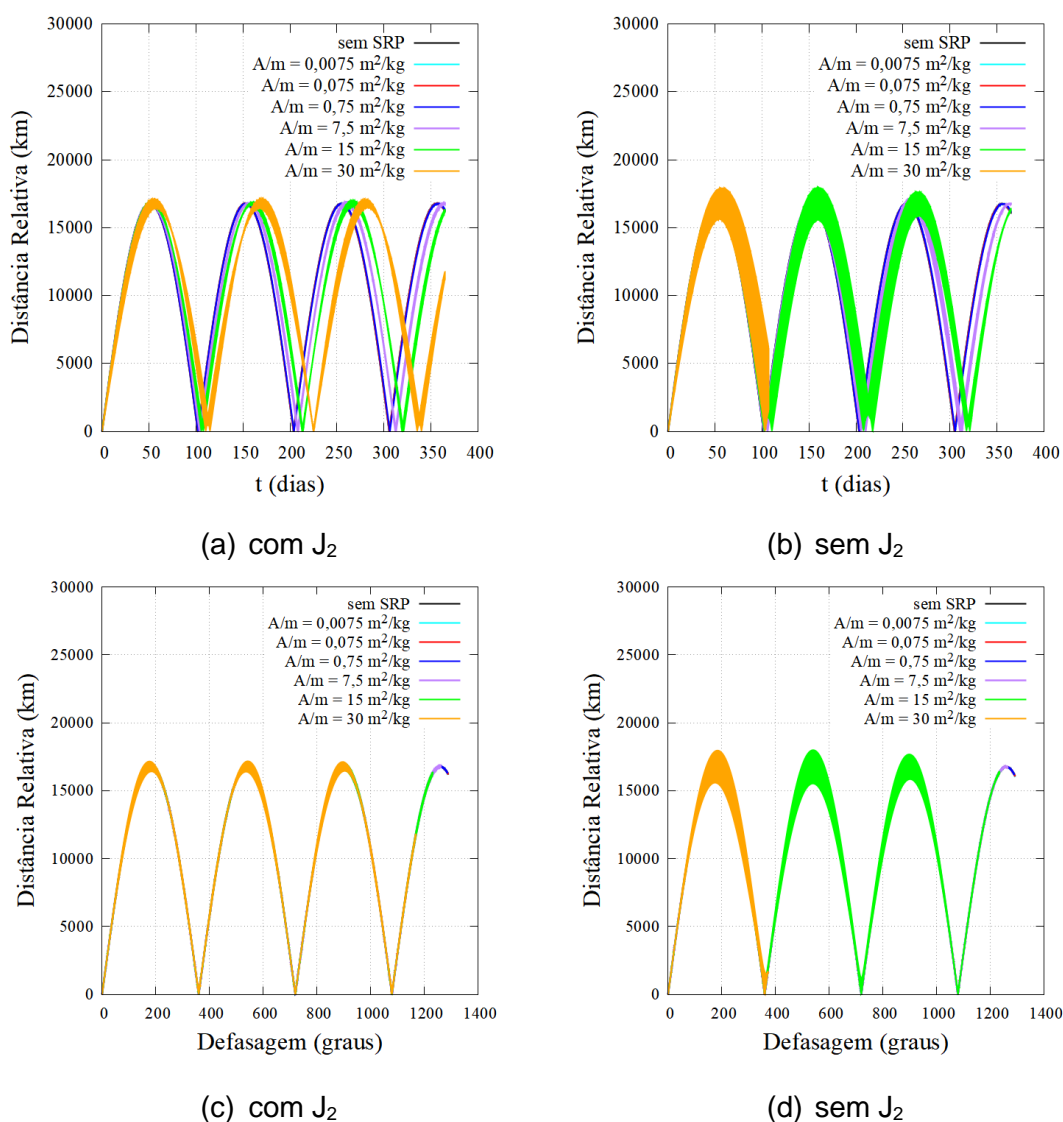 30000
25000
20000
15000
10000
5000
0
Distância Relativa (km)
sem SRP
A/m = 0,0075 m²/kg
A/m = 0,075 m²/kg
A/m = 0,75 m²/kg
A/m = 7,5 m²/kg
A/m = 15 m²/kg
A/m = 30 m²/kg
0 50 100 150 200 250 300 350 400
t (dias)
(a) com J₂
30000
25000
20000
15000
10000
5000
0
Distância Relativa (km)
sem SRP
A/m = 0,0075 m²/kg
A/m = 0,075 m²/kg
A/m = 0,75 m²/kg
A/m = 7,5 m²/kg
A/m = 15 m²/kg
A/m = 30 m²/kg
0 50 100 150 200 250 300 350 400
t (dias)
(b) sem J₂
30000
25000
20000
15000
10000
5000
0
Distância Relativa (km)
sem SRP
A/m = 0,0075 m²/kg
A/m = 0,075 m²/kg
A/m = 0,75 m²/kg
A/m = 7,5 m²/kg
A/m = 15 m²/kg
A/m = 30 m²/kg
0 200 400 600 800 1000 1200 1400
Defasagem (graus)
(c) com J₂
30000
25000
20000
15000
10000
5000
0
Distância Relativa (km)
sem SRP
A/m = 0,0075 m²/kg
A/m = 0,075 m²/kg
A/m = 0,75 m²/kg
A/m = 7,5 m²/kg
A/m = 15 m²/kg
A/m = 30 m²/kg
0 200 400 600 800 1000 1200 1400
Defasagem (graus)
(d) sem J₂